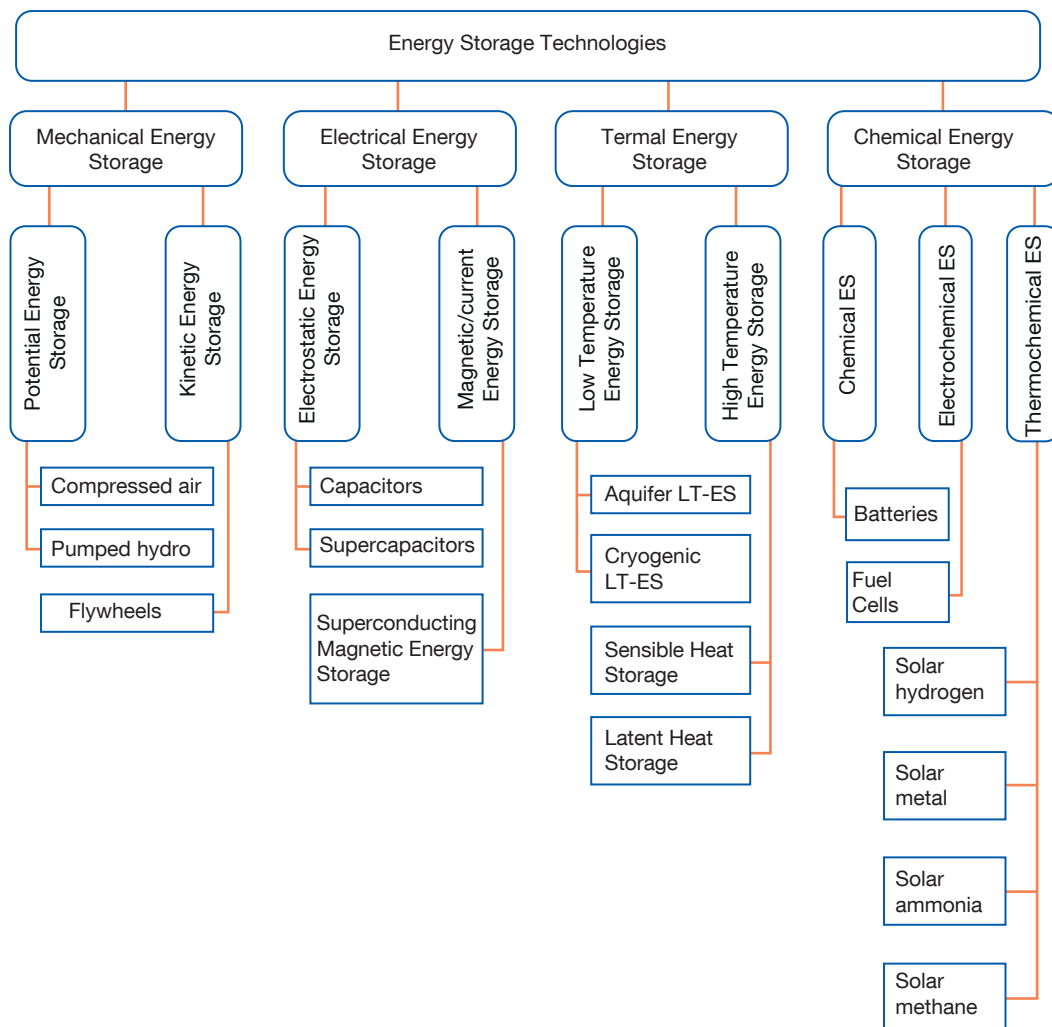 Energy Storage Technologies
Mechanical Energy
Storage
Electrical Energy
Storage
Termal Energy
Storage
Chemical Energy
Storage
Potential Energy
Storage
Kinetic Energy
Storage
Electrostatic Energy
Storage
Magnetic/current
Energy Storage
Low Temperature
Energy Storage
High Temperature
Energy Storage
Chemical ES
Electrochemical ES
Thermochemical ES
Compressed air
Pumped hydro
Flywheels
Capacitors
Supercapacitors
Superconducting
Magnetic Energy
Storage
Aquifer LT-ES
Cryogenic
LT-ES
Sensible Heat
Storage
Latent Heat
Storage
Batteries
Fuel
Cells
Solar
hydrogen
Solar
metal
Solar
ammonia
Solar
methane